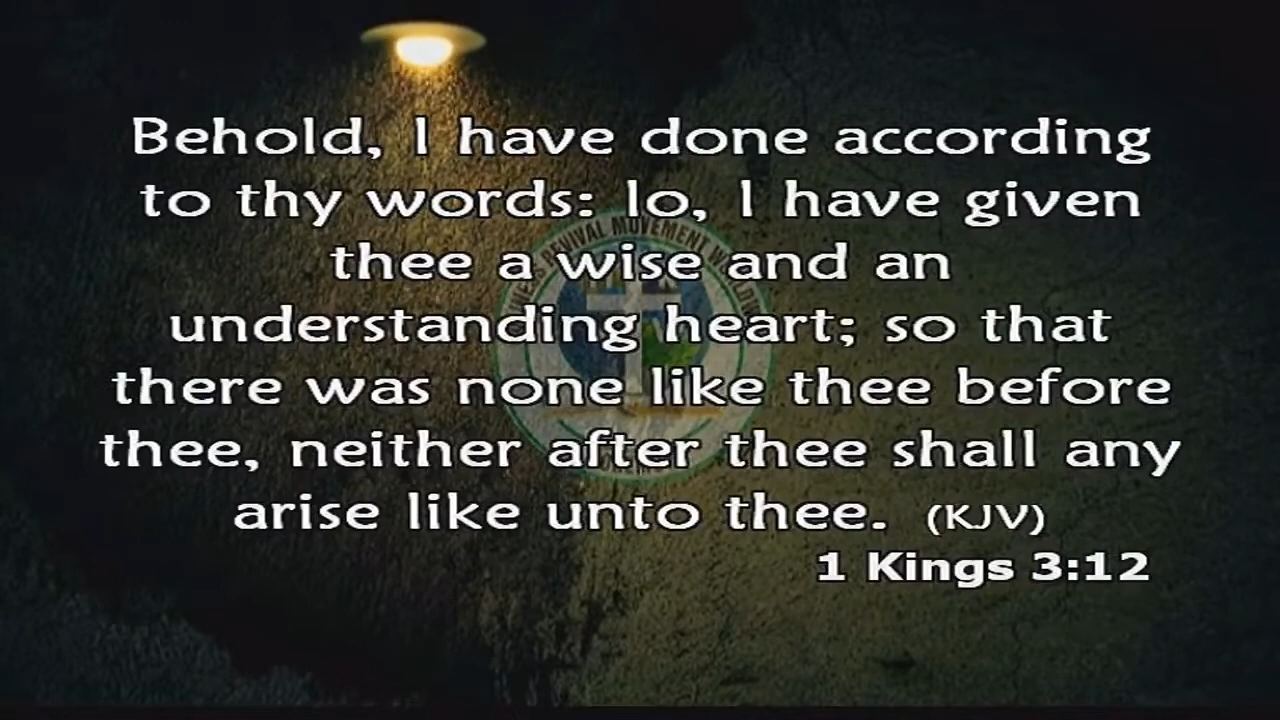 Behold, I have done according
to thy words: lo, I have given
thee a wise and an
understanding heart; so that
there was none like thee before
thee, neither after thee shall any
arise like unto thee. (KJV)
1 Kings 3:12
REVIVAL MOVEMENT